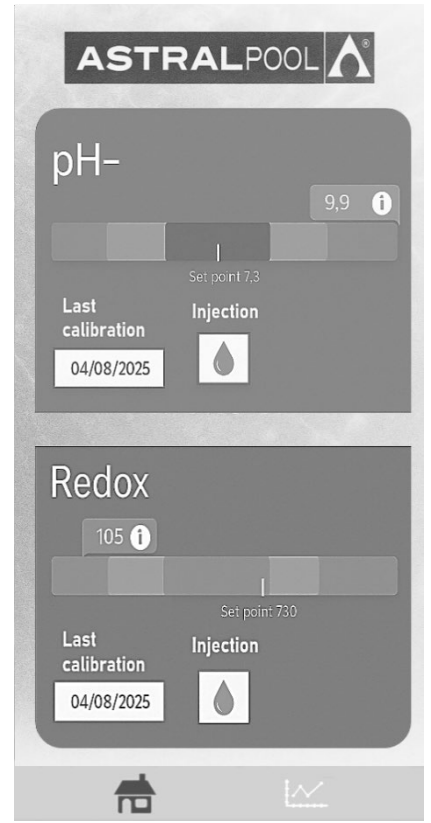 ASTRALPOOL
pH-
9,9
Set point 7,3
Last
calibration
Injection
04/08/2025
Redox
105
Set point 730
Last
calibration
Injection
04/08/2025